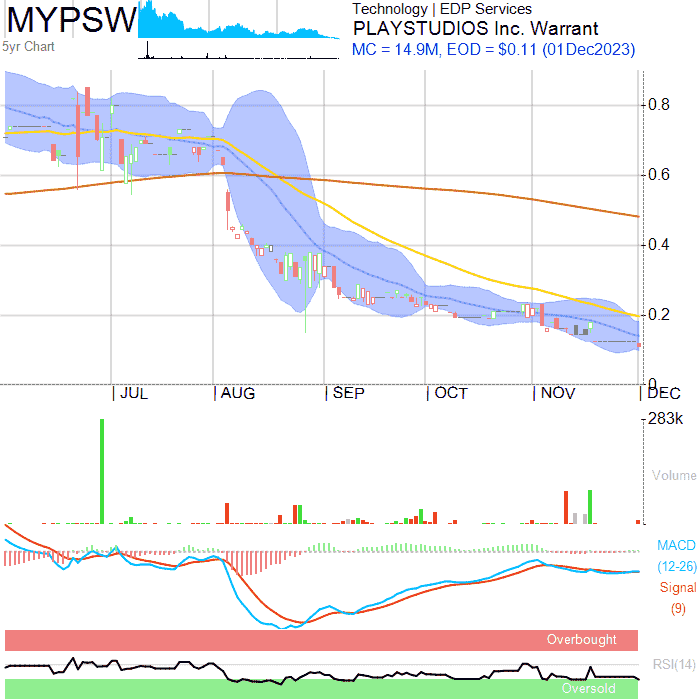 MYPSW
Technology | EDP Services
PLAYSTUDIOS Inc. Warrant
5yr Chart
MC = 14.9M, EOD = $0.11 (01Dec2023)
0.8
0.6
0.4
0.2
0
JUL AUG SEP OCT NOV DEC
283k
Volume
MACD
(12-26)
Signal
(9)
Overbought
RSI(14)
Oversold